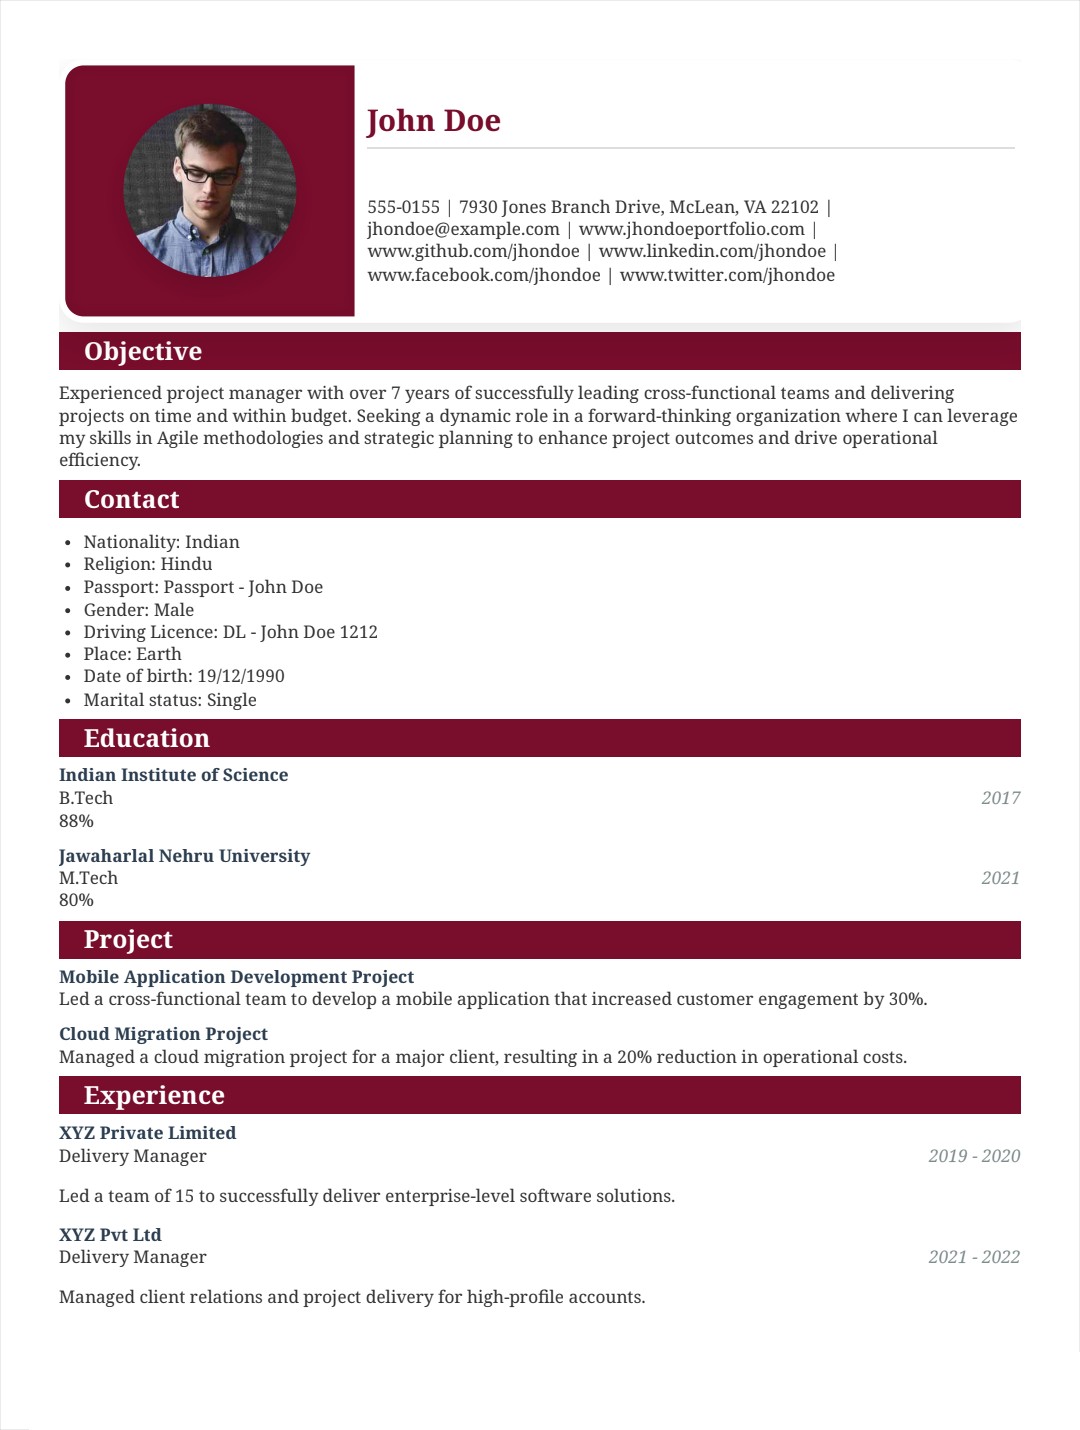 John Doe
555-0155 | 7930 Jones Branch Drive, McLean, VA 22102 |
jhondoe@example.com | www.jhondoeportfolio.com |
www.github.com/jhondoe | www.linkedin.com/jhondoe |
www.facebook.com/jhondoe | www.twitter.com/jhondoe
Objective
Experienced project manager with over 7 years of successfully leading cross-functional teams and delivering
projects on time and within budget. Seeking a dynamic role in a forward-thinking organization where I can leverage
my skills in Agile methodologies and strategic planning to enhance project outcomes and drive operational
efficiency.
Contact
• Nationality: Indian
• Religion: Hindu
• Passport: Passport - John Doe
• Gender: Male
• Driving Licence: DL - John Doe 1212
• Place: Earth
• Date of birth: 19/12/1990
• Marital status: Single
Education
Indian Institute of Science
B.Tech 2017
88%
Jawaharlal Nehru University
M.Tech 2021
80%
Project
Mobile Application Development Project
Led a cross-functional team to develop a mobile application that increased customer engagement by 30%.
Cloud Migration Project
Managed a cloud migration project for a major client, resulting in a 20% reduction in operational costs.
Experience
XYZ Private Limited
Delivery Manager 2019 - 2020
Led a team of 15 to successfully deliver enterprise-level software solutions.
XYZ Pvt Ltd
Delivery Manager 2021 - 2022
Managed client relations and project delivery for high-profile accounts.